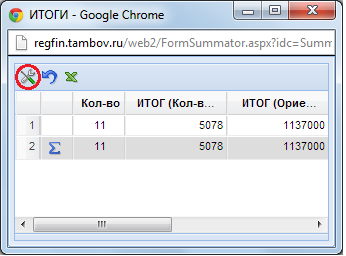 ИТОГИ - Google Chrome
regfin.tambov.ru/web2/FormSummator.aspx?idc=Summ
Кол-во ИТОГ (Кол-в... ИТОГ (Орие...
1 11 5078 1137000
2 Σ 11 5078 1137000